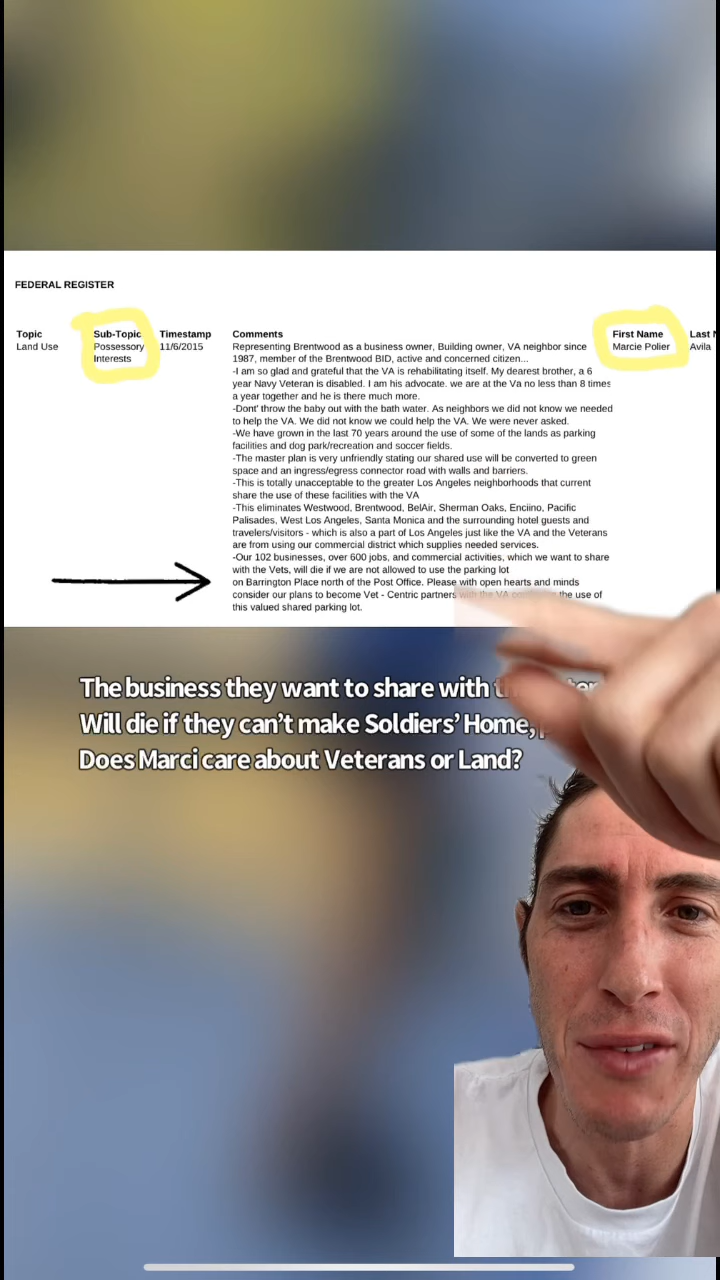 FEDERAL REGISTER
Topic Sub-Topic Timestamp Comments First Name Last N
Land Use Possessory Interests 11/6/2015 Marcie Polier Avila
Representing Brentwood as a business owner, Building owner, VA neighbor since
1987, member of the Brentwood BID, active and concerned citizen...
-I am so glad and grateful that the VA is rehabilitating itself. My dearest brother, a 6
year Navy Veteran is disabled. I am his advocate. we are at the Va no less than 8 times
a year together and he is there much more.
-Dont' throw the baby out with the bath water. As neighbors we did not know we needed
to help the VA. We did not know we could help the VA. We were never asked.
-We have grown in the last 70 years around the use of some of the lands as parking
facilities and dog park/recreation and soccer fields.
-The master plan is very unfriendly stating our shared use will be converted to green
space and an ingress/egress connector road with walls and barriers.
-This is totally unacceptable to the greater Los Angeles neighborhoods that current
share the use of these facilities with the VA
-This eliminates Westwood, Brentwood, BelAir, Sherman Oaks, Enciino, Pacific
Palisades, West Los Angeles, Santa Monica and the surrounding hotel guests and
travelers/visitors - which is also a part of Los Angeles just like the VA and the Veterans
are from using our commercial district which supplies needed services.
-Our 102 businesses, over 600 jobs, and commercial activities, which we want to share
with the Vets, will die if we are not allowed to use the parking lot
on Barrington Place north of the Post Office. Please with open hearts and minds
consider our plans to become Vet - Centric partners with the VA the use of
this valued shared parking lot.
The business they want to share with
Will die if they can't make Soldiers' Home,
Does Marci care about Veterans or Land?